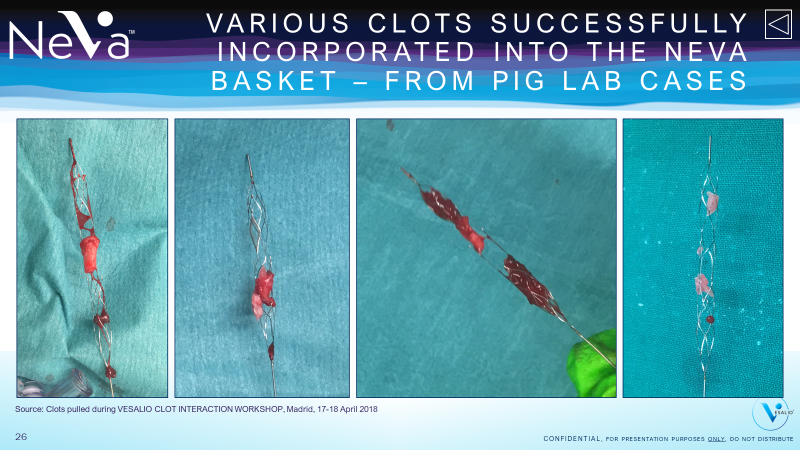 NeVa™
VARIOUS CLOTS SUCCESSFULLY
INCORPORATED INTO THE NEVA
BASKET – FROM PIG LAB CASES
Source: Clots pulled during VESALIO CLOT INTERACTION WORKSHOP, Madrid, 17-18 April 2018
VESALIO
26
CONFIDENTIAL, FOR PRESENTATION PURPOSES ONLY, DO NOT DISTRIBUTE